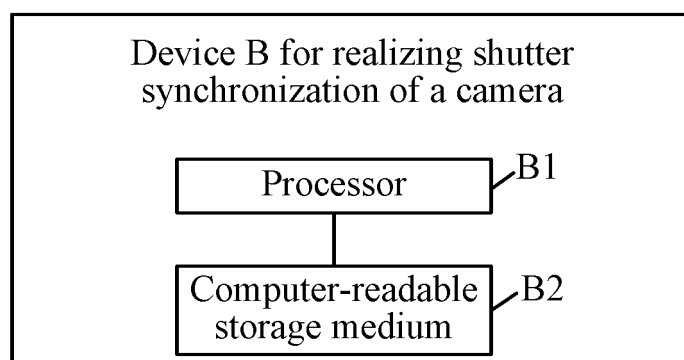 Device B for realizing shutter
synchronization of a camera
Processor
B1
Computer-readable
storage medium
B2